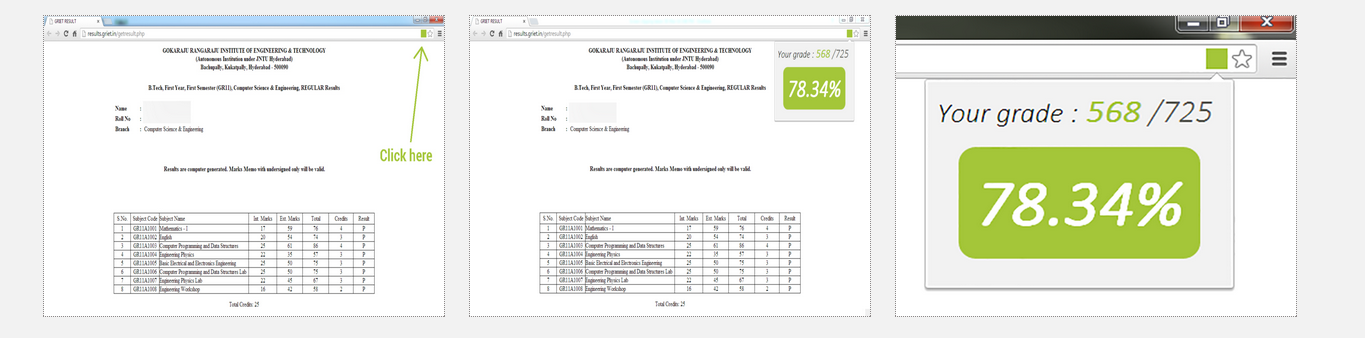 GRIET RESULT
results.griet.in/getresult.php
GOKARAJU RANGARAJU INSTITUTE OF ENGINEERING & TECHNOLOGY
(Autonomous Institution under JNTU Hyderabad)
Bachupally, Kukatpally, Hyderabad - 500090
B.Tech, First Year, First Semester (GR11), Computer Science & Engineering, REGULAR Results
Name :
Roll No :
Branch : Computer Science & Engineering
Click here
Results are computer generated. Marks Memo with undersigned only will be valid.
S.No. Subject Code Subject Name Int. Marks Ext. Marks Total Credits Result
1 GR11A1001 Mathematics - I 17 59 76 4 P
2 GR11A1002 English 20 54 74 3 P
3 GR11A1003 Computer Programming and Data Structures 25 61 86 4 P
4 GR11A1004 Engineering Physics 22 35 57 3 P
5 GR11A1005 Basic Electrical and Electronics Engineering 25 50 75 3 P
6 GR11A1006 Computer Programming and Data Structures Lab 25 50 75 3 P
7 GR11A1007 Engineering Physics Lab 22 45 67 3 P
8 GR11A1008 Engineering Workshop 16 42 58 2 P
Total Credits: 25
GRIET RESULT
results.griet.in/getresult.php
GOKARAJU RANGARAJU INSTITUTE OF ENGINEERING & TECHNOLOGY
(Autonomous Institution under JNTU Hyderabad)
Bachupally, Kukatpally, Hyderabad - 500090
Your grade : 568 /725
78.34%
B.Tech, First Year, First Semester (GR11), Computer Science & Engineering, REGULAR Results
Name :
Roll No :
Branch : Computer Science & Engineering
Results are computer generated. Marks Memo with undersigned only will be valid.
S.No. Subject Code Subject Name Int. Marks Ext. Marks Total Credits Result
1 GR11A1001 Mathematics - I 17 59 76 4 P
2 GR11A1002 English 20 54 74 3 P
3 GR11A1003 Computer Programming and Data Structures 25 61 86 4 P
4 GR11A1004 Engineering Physics 22 35 57 3 P
5 GR11A1005 Basic Electrical and Electronics Engineering 25 50 75 3 P
6 GR11A1006 Computer Programming and Data Structures Lab 25 50 75 3 P
7 GR11A1007 Engineering Physics Lab 22 45 67 3 P
8 GR11A1008 Engineering Workshop 16 42 58 2 P
Total Credits: 25
Your grade : 568 /725
78.34%